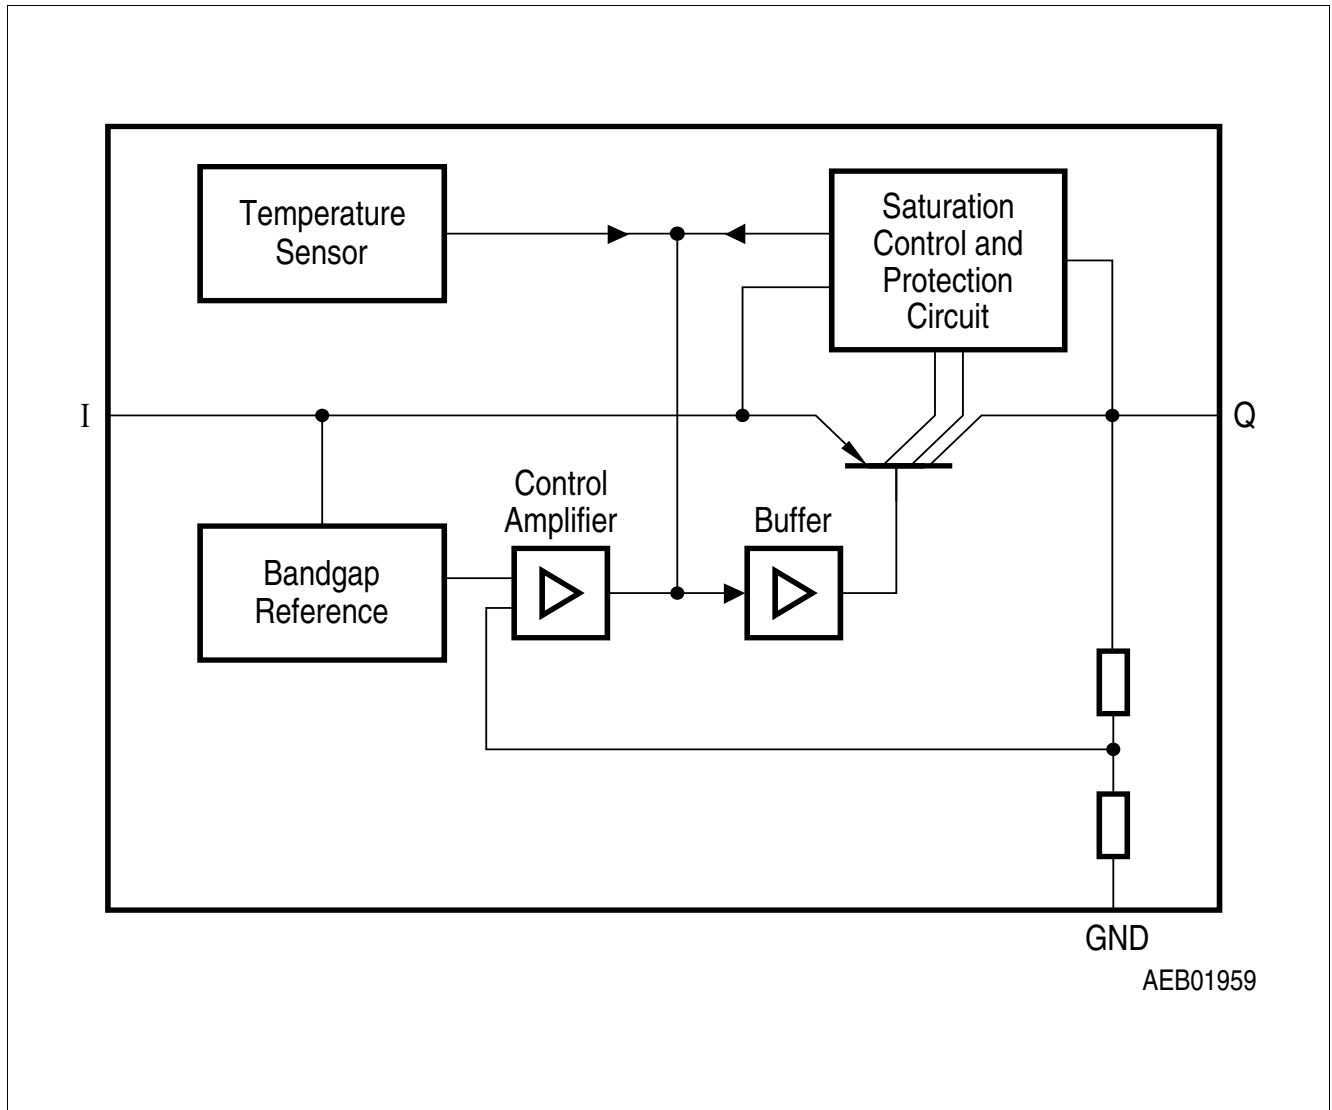 Temperature
Sensor
Saturation
Control and
Protection
Circuit
I
Q
Control
Amplifier
Buffer
Bandgap
Reference
GND
AEB01959